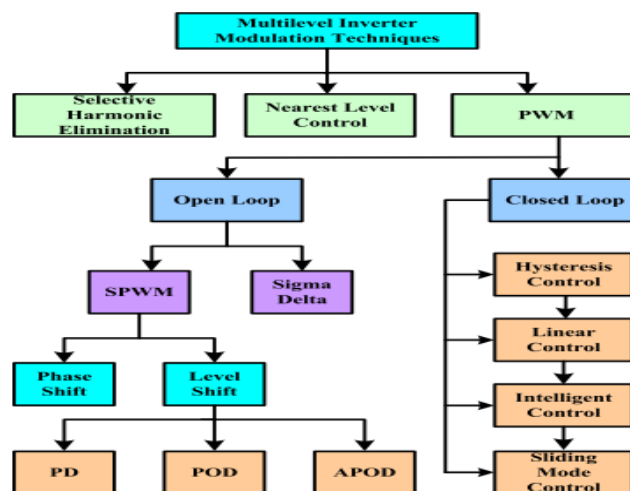 Multilevel Inverter
Modulation Techniques
Selective
Harmonic
Elimination
Nearest Level
Control
PWM
Open Loop
Closed Loop
SPWM
Sigma
Delta
Hysteresis
Control
Linear
Control
Phase
Shift
Level
Shift
Intelligent
Control
PD
POD
APOD
Sliding
Mode
Control